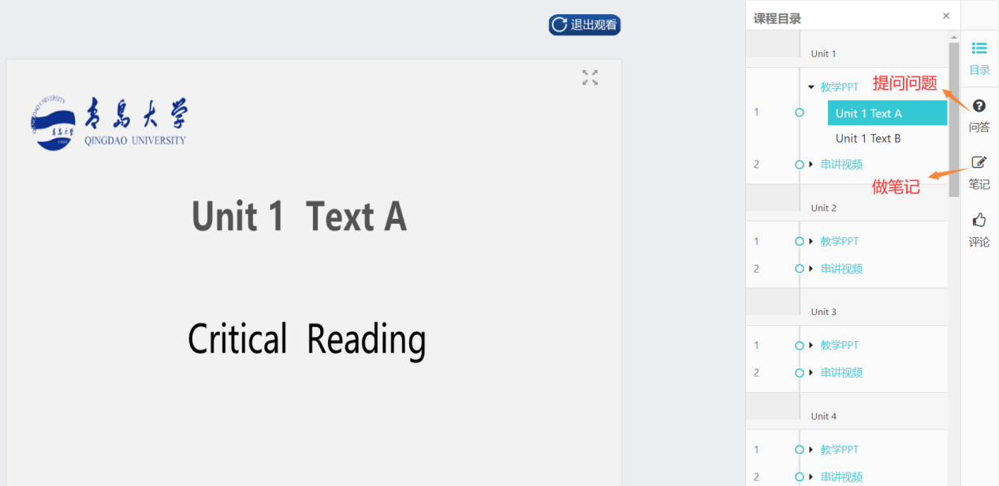 退出观看
青岛大学
QINGDAO UNIVERSITY
Unit 1 Text A
Critical Reading
课程目录
×
Unit 1
1
教学PPT
Unit 1 Text A
Unit 1 Text B
2
串讲视频
Unit 2
1
教学PPT
2
串讲视频
Unit 3
1
教学PPT
2
串讲视频
Unit 4
1
教学PPT
2
串讲视频
提问问题
做笔记
目录
问答
笔记
评论